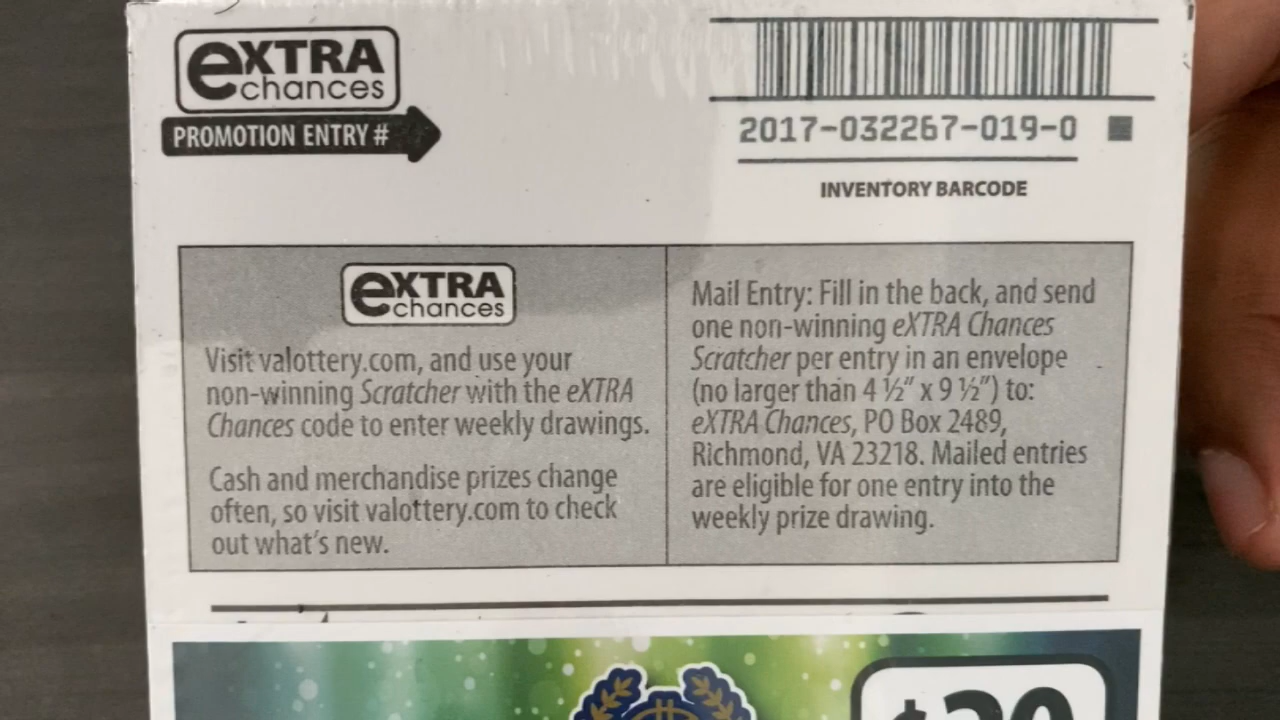 eXTRA
chances
PROMOTION ENTRY #
2017-032267-019-0
INVENTORY BARCODE
eXTRA
chances
Visit valottery.com, and use your
non-winning Scratcher with the eXTRA
Chances code to enter weekly drawings.
Cash and merchandise prizes change
often, so visit valottery.com to check
out what's new.
Mail Entry: Fill in the back, and send
one non-winning eXTRA Chances
Scratcher per entry in an envelope
(no larger than 4 ½" x 9 ½") to:
eXTRA Chances, PO Box 2489,
Richmond, VA 23218. Mailed entries
are eligible for one entry into the
weekly prize drawing.